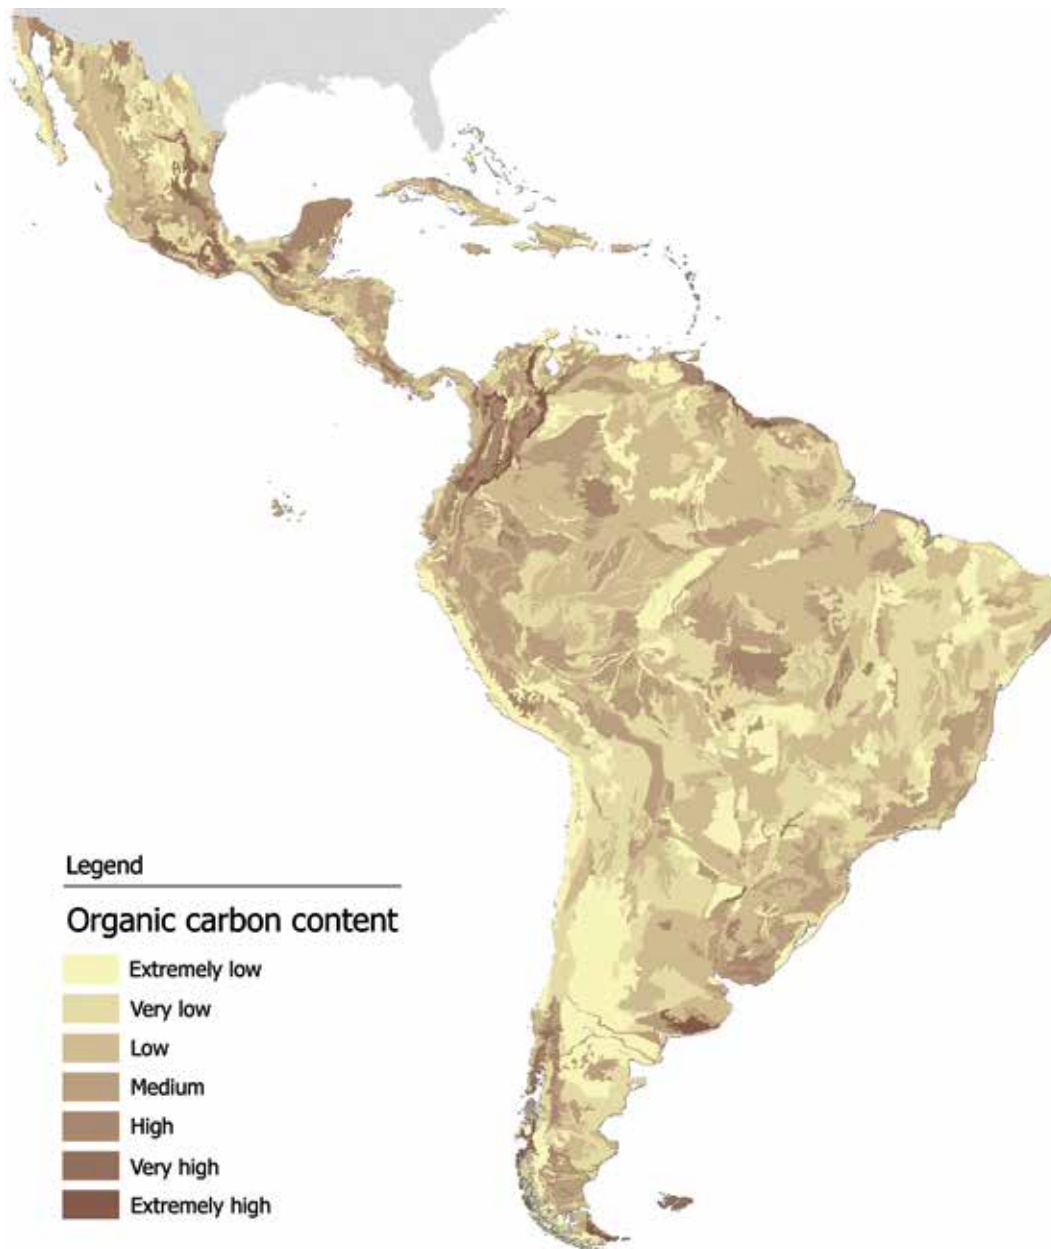 Legend
Organic carbon content
Extremely low
Very low
Low
Medium
High
Very high
Extremely high